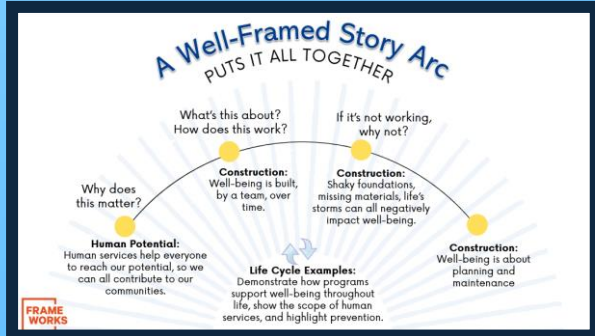 A Well-Framed Story Arc
PUTS IT ALL TOGETHER
What's this about?
How does this work?
If it's not working,
why not?
Why does
this matter?
Construction:
Well-being is built,
by a team, over
time.
Construction:
Shaky foundations,
missing materials, life's
storms can all negatively
impact well-being.
Human Potential:
Human services help everyone
to reach our potential, so we
can all contribute to our
communities.
Life Cycle Examples:
Demonstrate how programs
support well-being throughout
life, show the scope of human
services, and highlight prevention.
Construction:
Well-being is about
planning and
maintenance
FRAME
WORKS